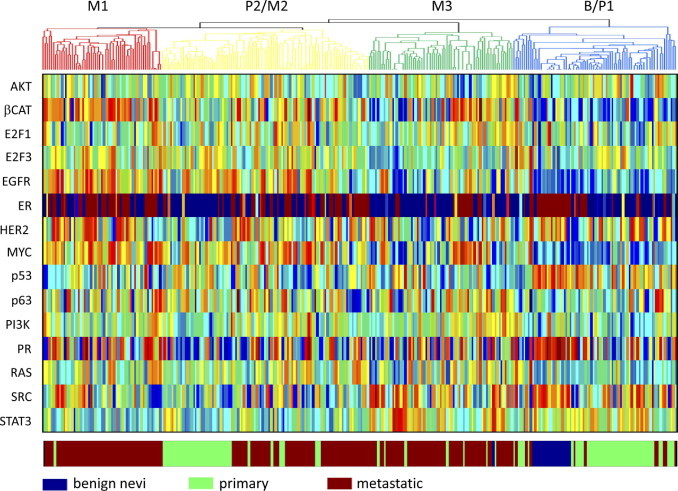 M1 P2/M2 M3 B/P1
AKT
βCAT
E2F1
E2F3
EGFR
ER
HER2
MYC
p53
p63
PI3K
PR
RAS
SRC
STAT3
benign nevi primary metastatic